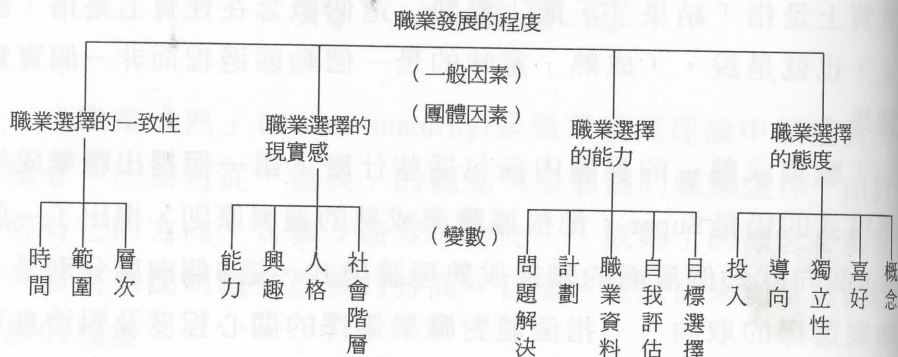 職業發展的程度
（一般因素）
（團體因素）
職業選擇的一致性
職業選擇的
現實感
職業選擇
的能力
職業選擇
的態度
（變數）
時間
範圍
層次
能力
興趣
人格
社會階層
問題解決
計劃
職業資料
自我評估
目標選擇
投入
導向
獨立性
喜好
概念